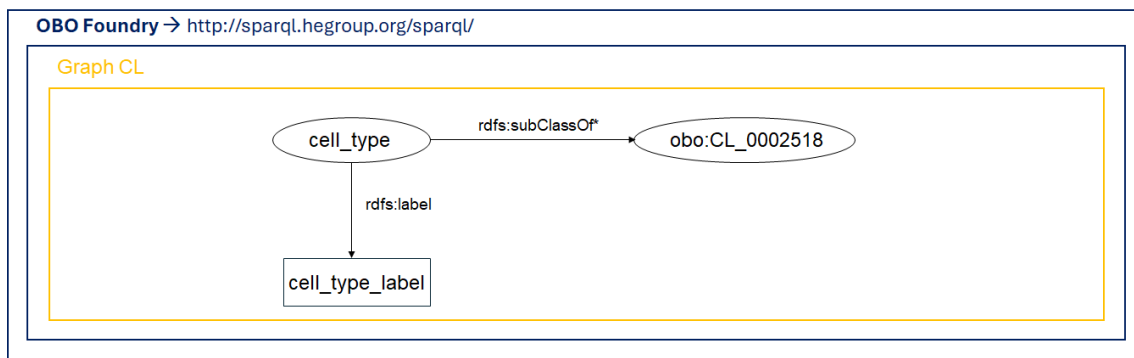 OBO Foundry → http://sparql.hegroup.org/sparql/
Graph CL
cell_type
rdfs:subClassOf*
obo:CL_0002518
rdfs:label
cell_type_label